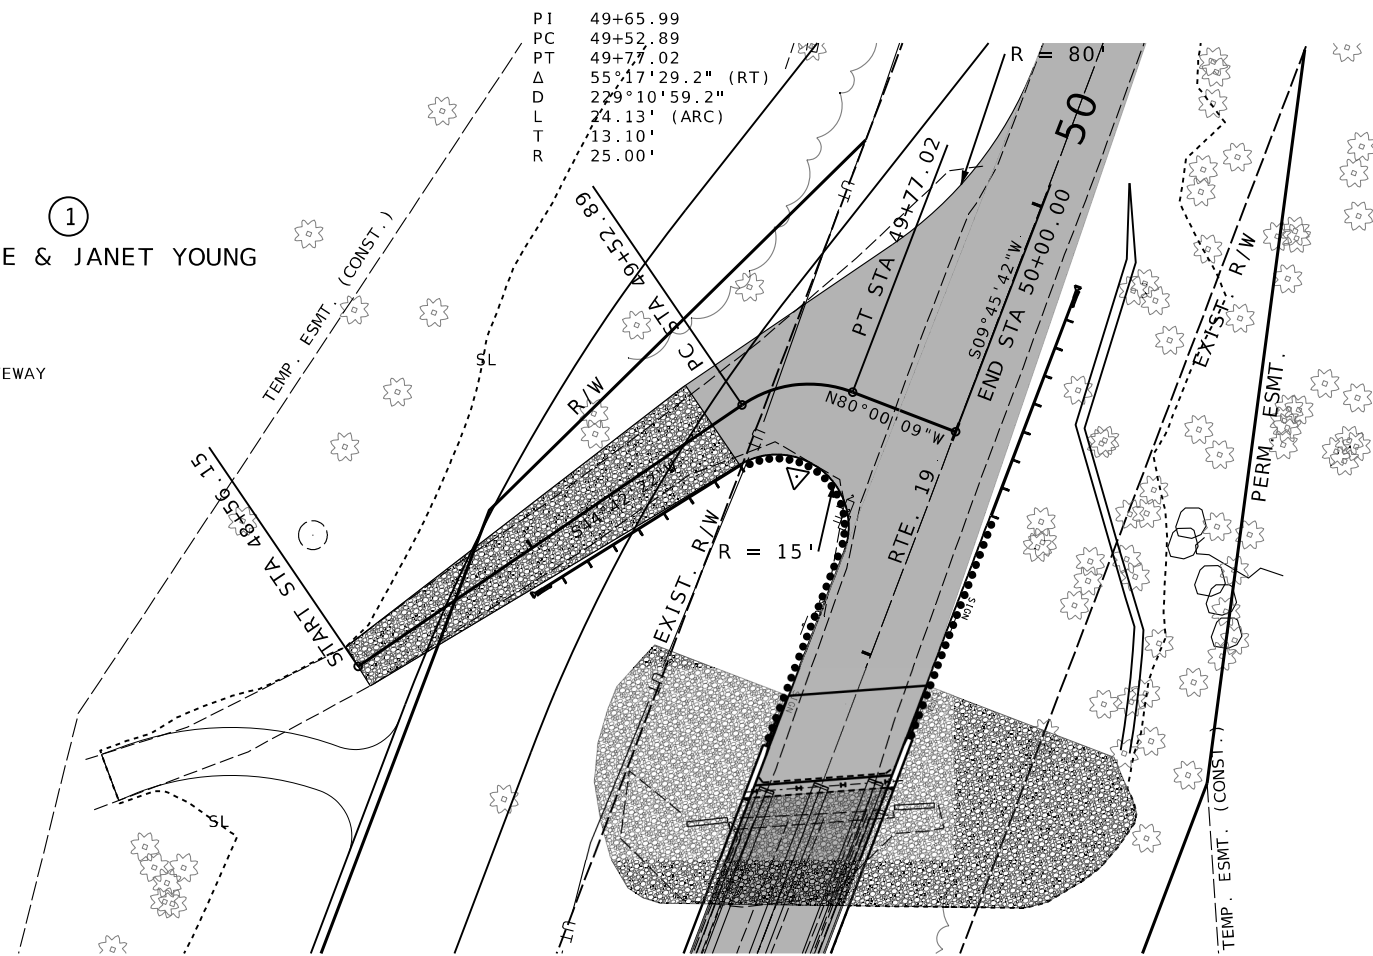 PI 49+65.99
PC 49+52.89
PT 49+77.02
Δ 55°17'29.2" (RT)
D 229°10'59.2"
L 24.13' (ARC)
T 13.10'
R 25.00'
R = 80'
50
1
E & JANET YOUNG
EWAY
TEMP. ESMT. (CONST.)
SL
R/W
PC STA 49+52.89
UT
PT STA 49+77.02
S09°45'42"W
END STA 50+00.00
N80°00'09"W
EXIST. R/W
PERM. ESMT.
START STA 48+56.15
UT
RTE. 19
R = 15'
EXIST. R/W
UT
SL
UT
TEMP. ESMT. (CONST.)